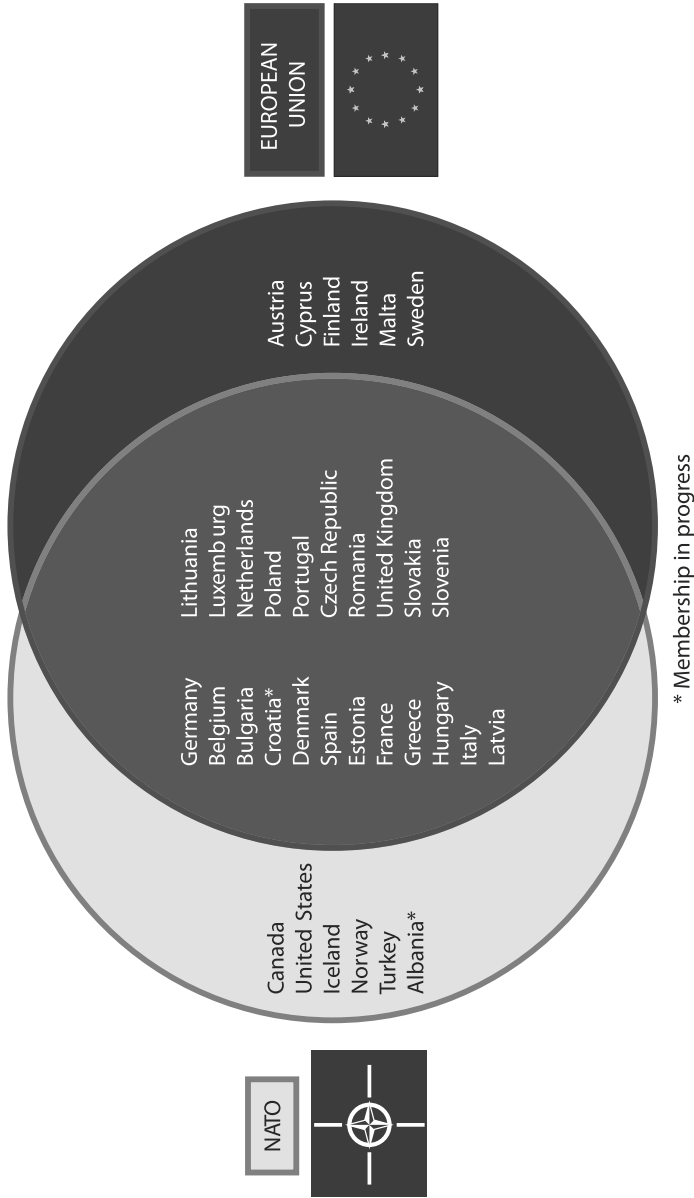 NATO
Canada
United States
Iceland
Norway
Turkey
Albania*
Germany
Belgium
Bulgaria
Croatia*
Denmark
Spain
Estonia
France
Greece
Hungary
Italy
Latvia
Lithuania
Luxemburg
Netherlands
Poland
Portugal
Czech Republic
Romania
United Kingdom
Slovakia
Slovenia
Austria
Cyprus
Finland
Ireland
Malta
Sweden
EUROPEAN
UNION
* Membership in progress